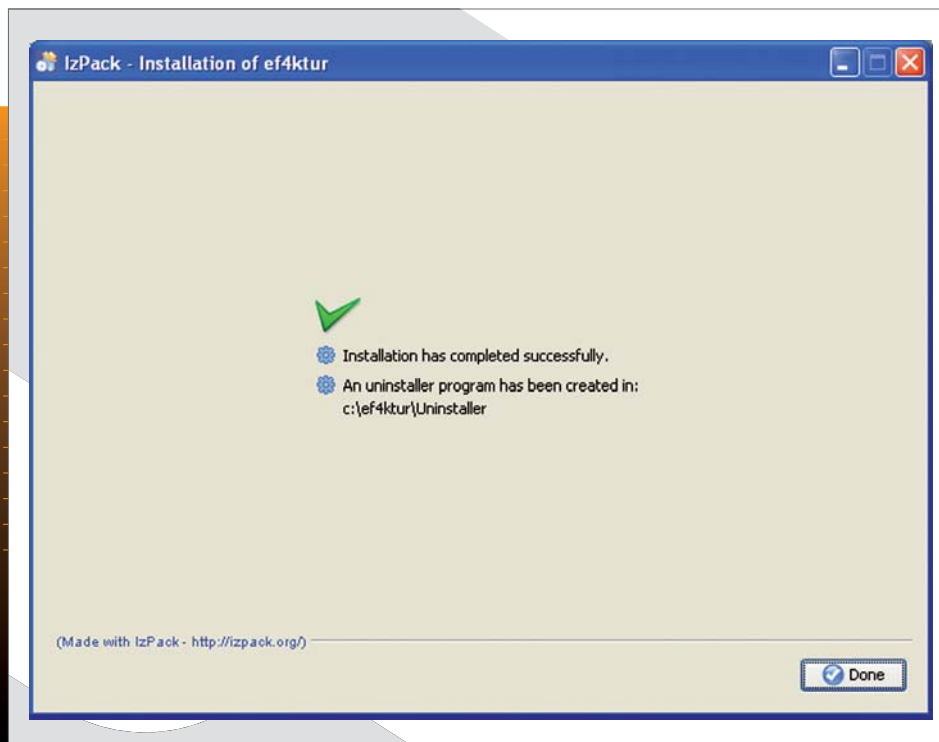 IzPack - Installation of ef4ktur
Installation has completed successfully.
An uninstaller program has been created in:
c:\ef4ktur\Uninstaller
(Made with IzPack - http://izpack.org/)
Done